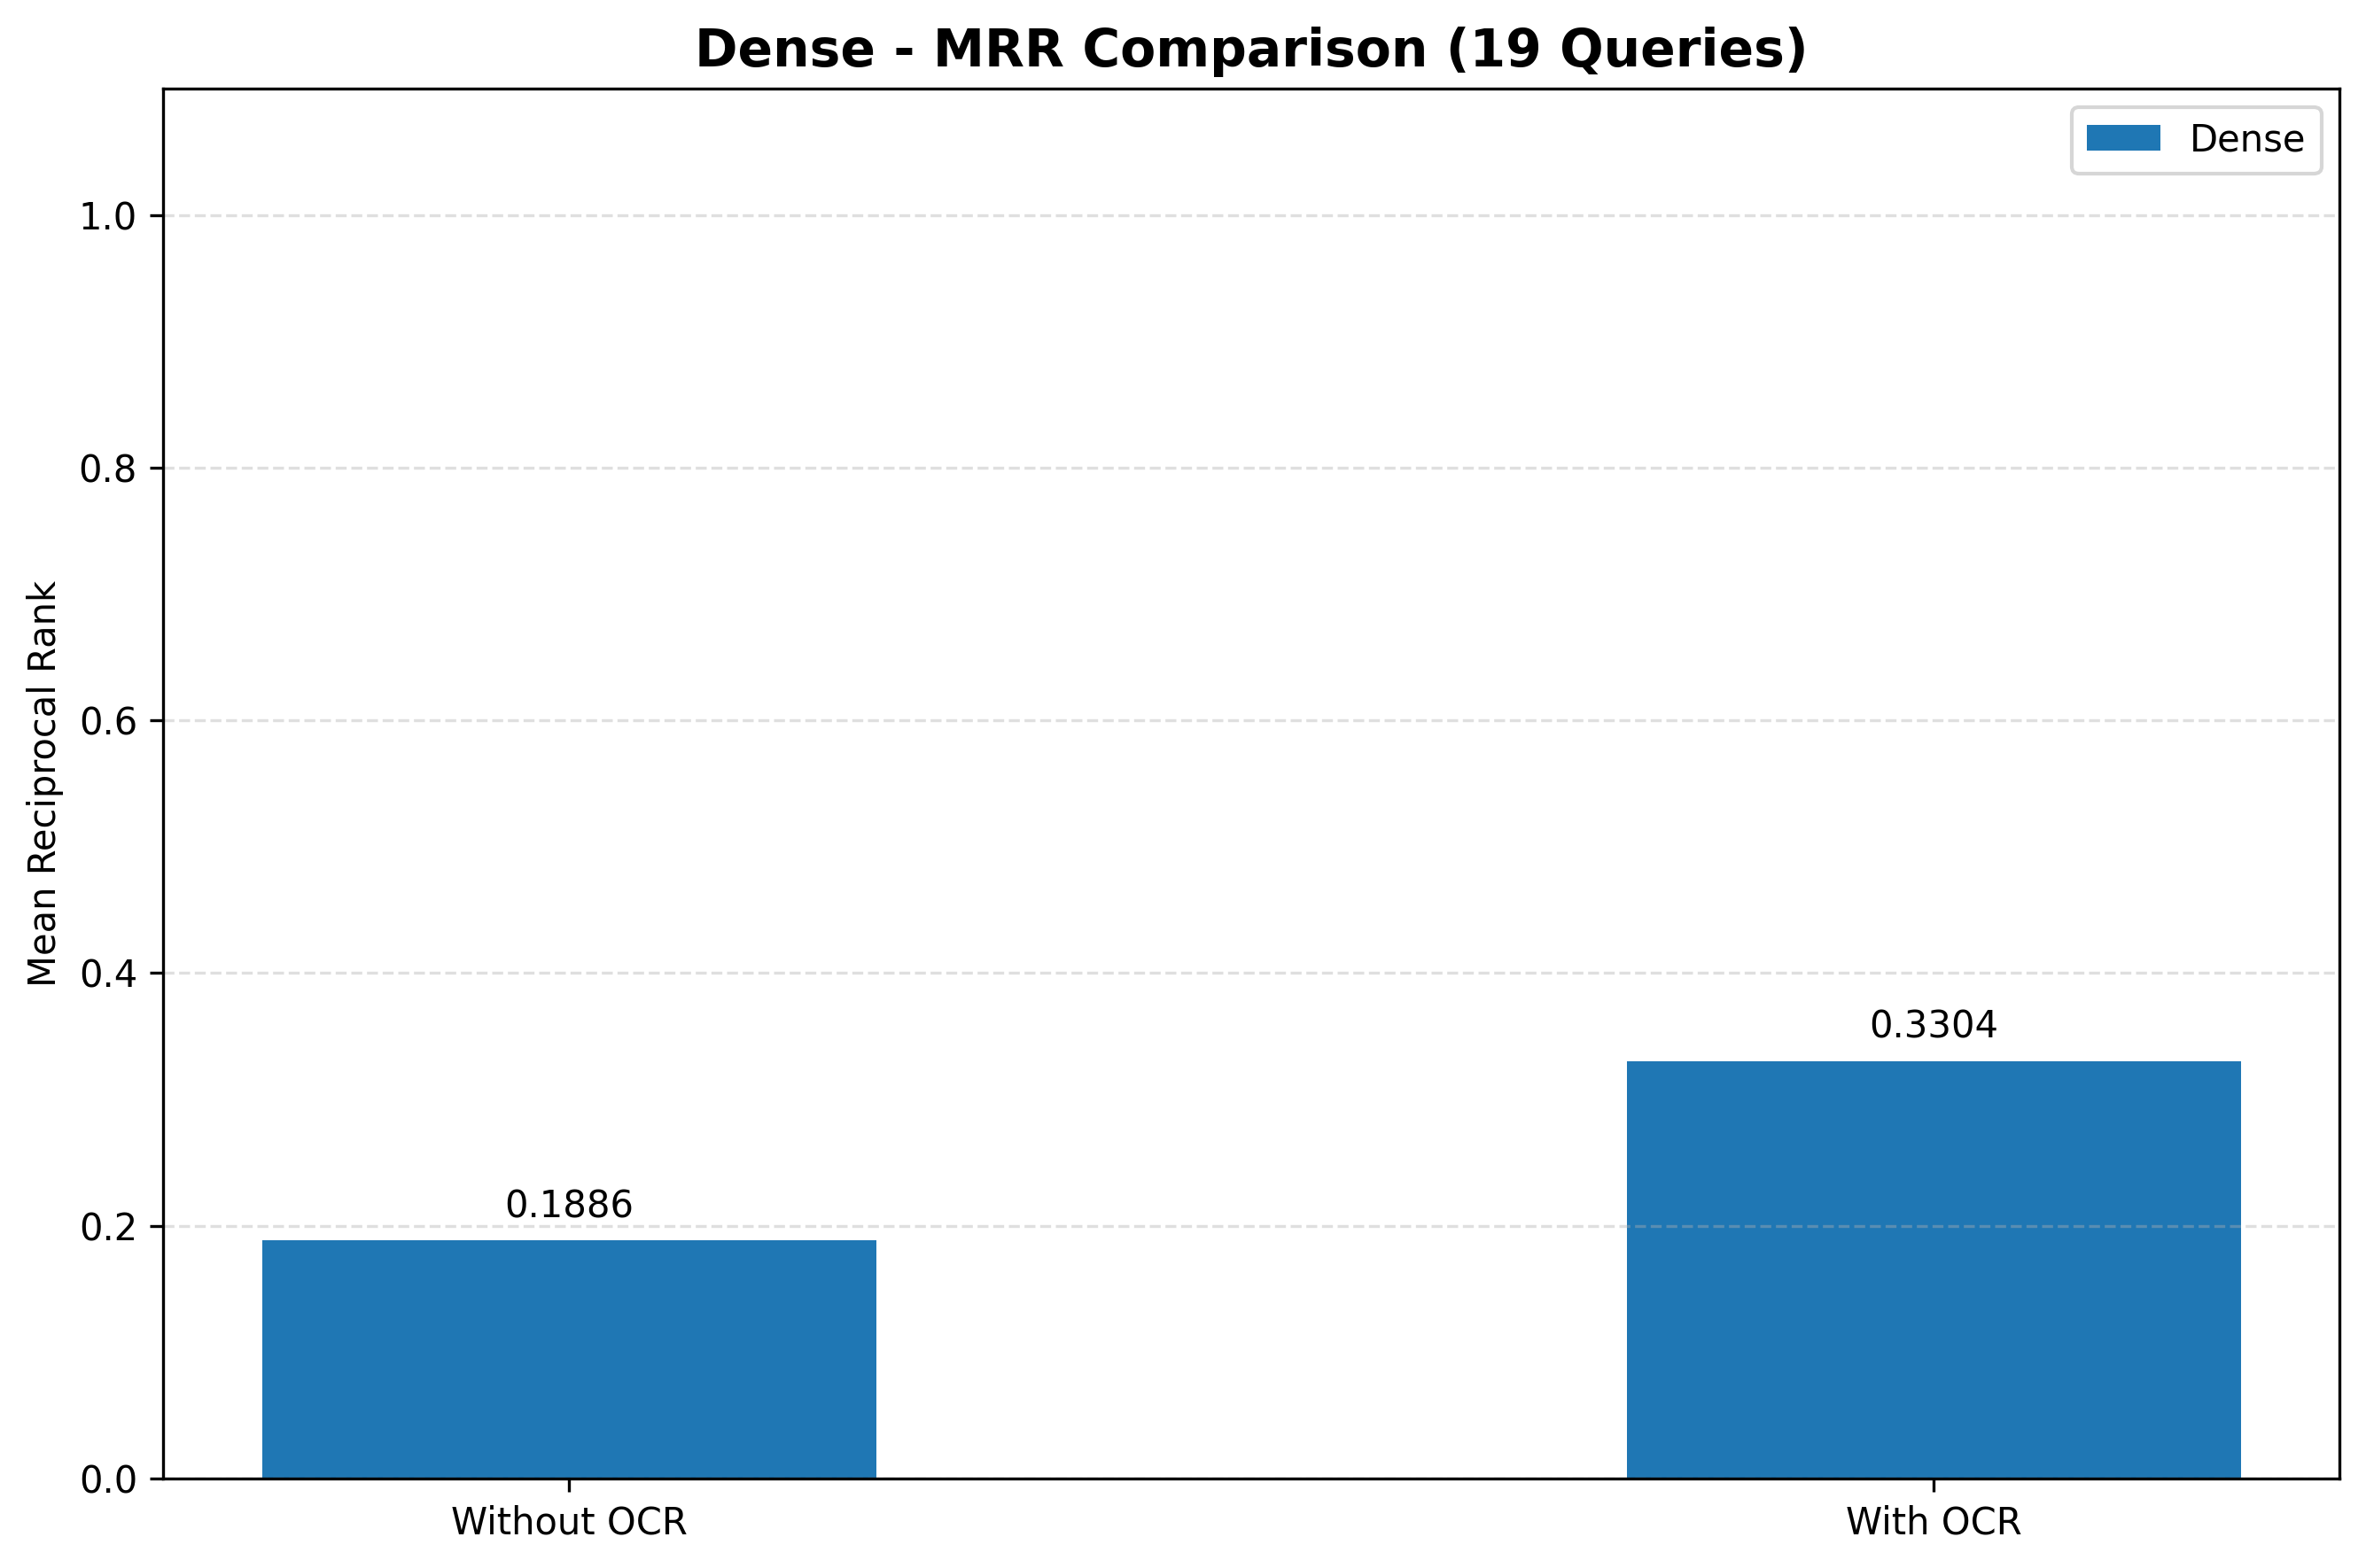 Dense - MRR Comparison (19 Queries)
Dense
1.0
0.8
0.6
0.4
0.2
0.0
Mean Reciprocal Rank
0.1886
0.3304
Without OCR
With OCR